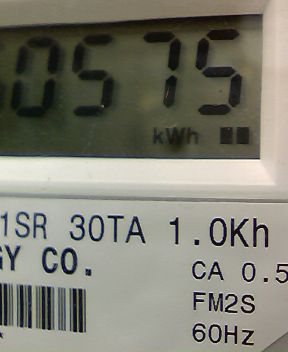 0575
kWh
1SR 30TA 1.0Kh
GY CO.
CA 0.5
FM2S
60Hz